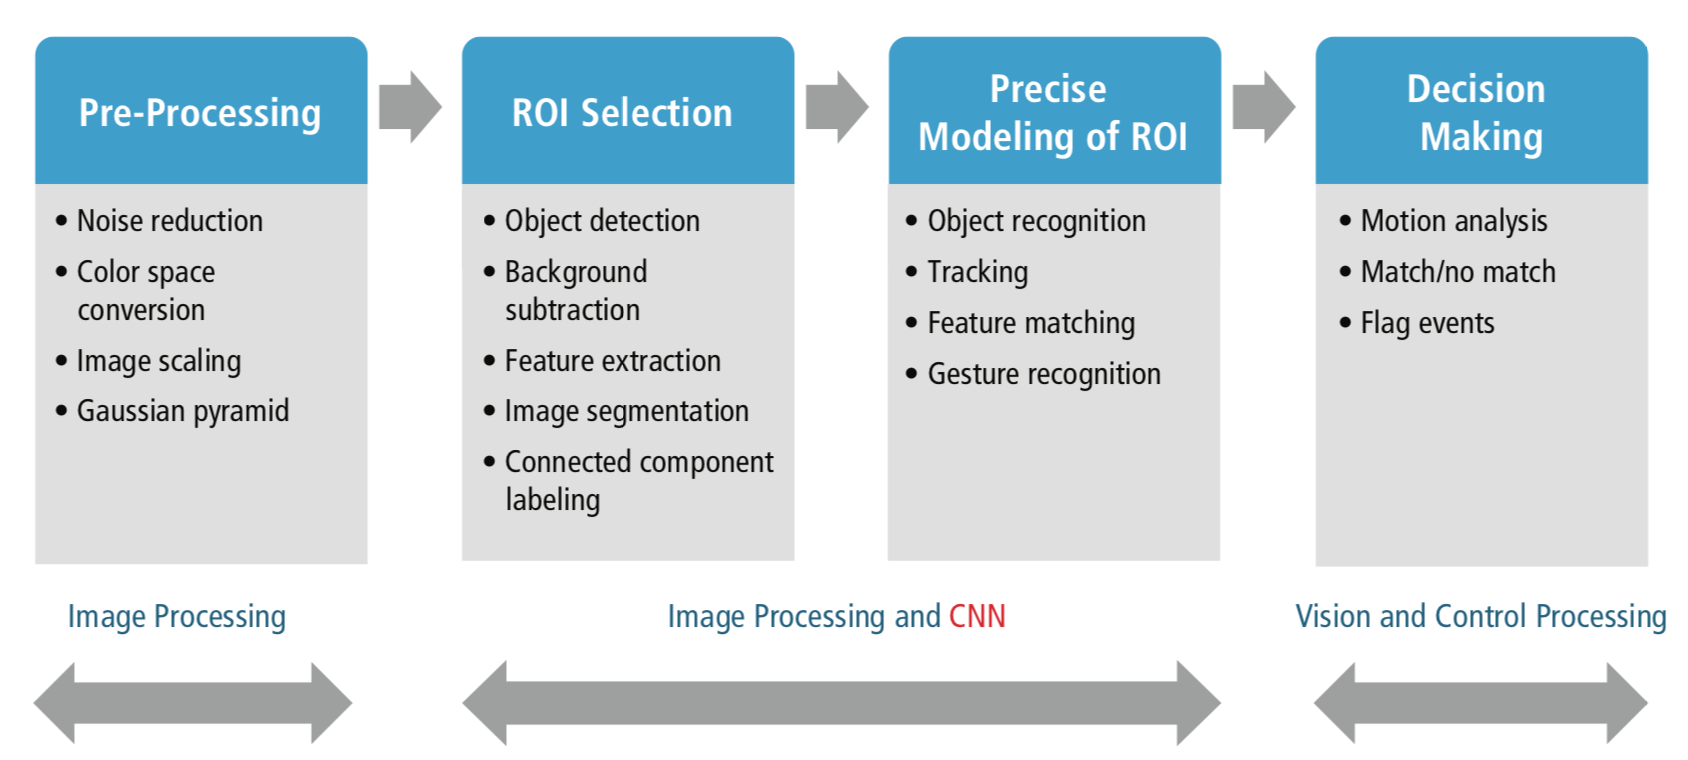 Pre-Processing
• Noise reduction
• Color space
conversion
• Image scaling
• Gaussian pyramid
ROI Selection
• Object detection
• Background
subtraction
• Feature extraction
• Image segmentation
• Connected component
labeling
Precise
Modeling of ROI
• Object recognition
• Tracking
• Feature matching
• Gesture recognition
Decision
Making
• Motion analysis
• Match/no match
• Flag events
Image Processing
Image Processing and CNN
Vision and Control Processing